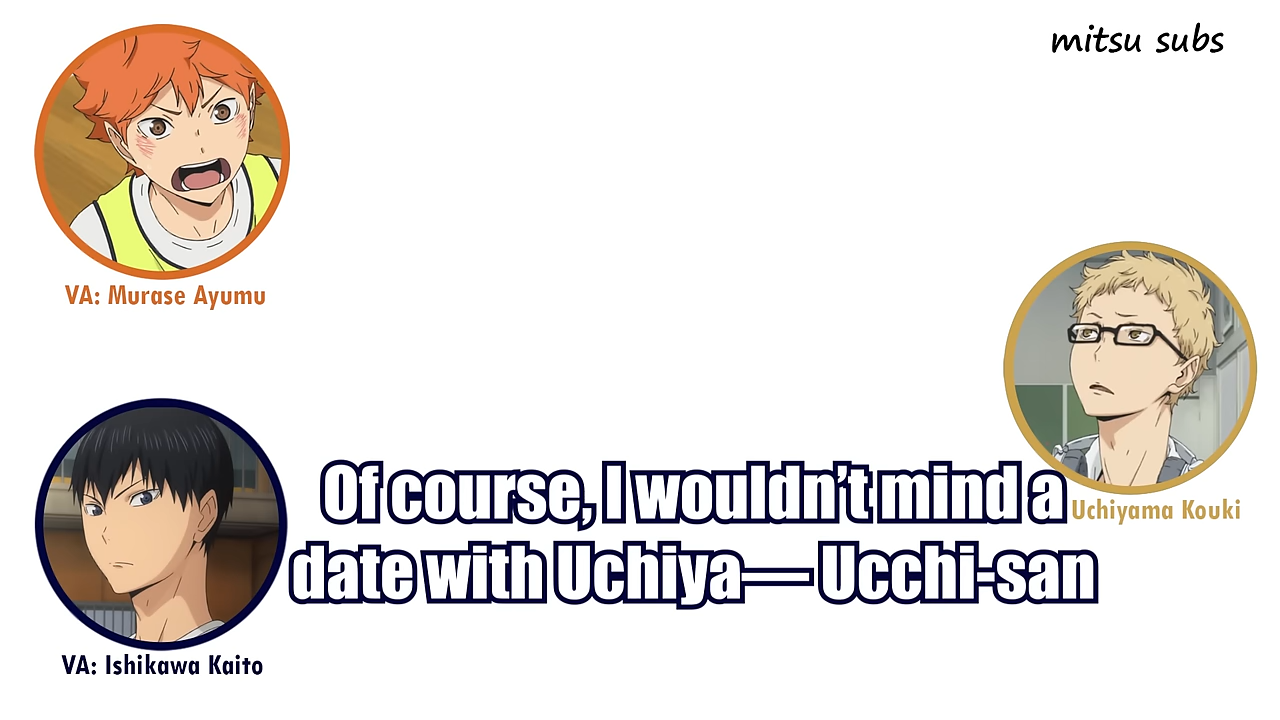 mitsu subs
VA: Murase Ayumu
Of course, I wouldn't mind a
date with Uchiya— Ucchi-san
Uchiyama Kouki
VA: Ishikawa Kaito